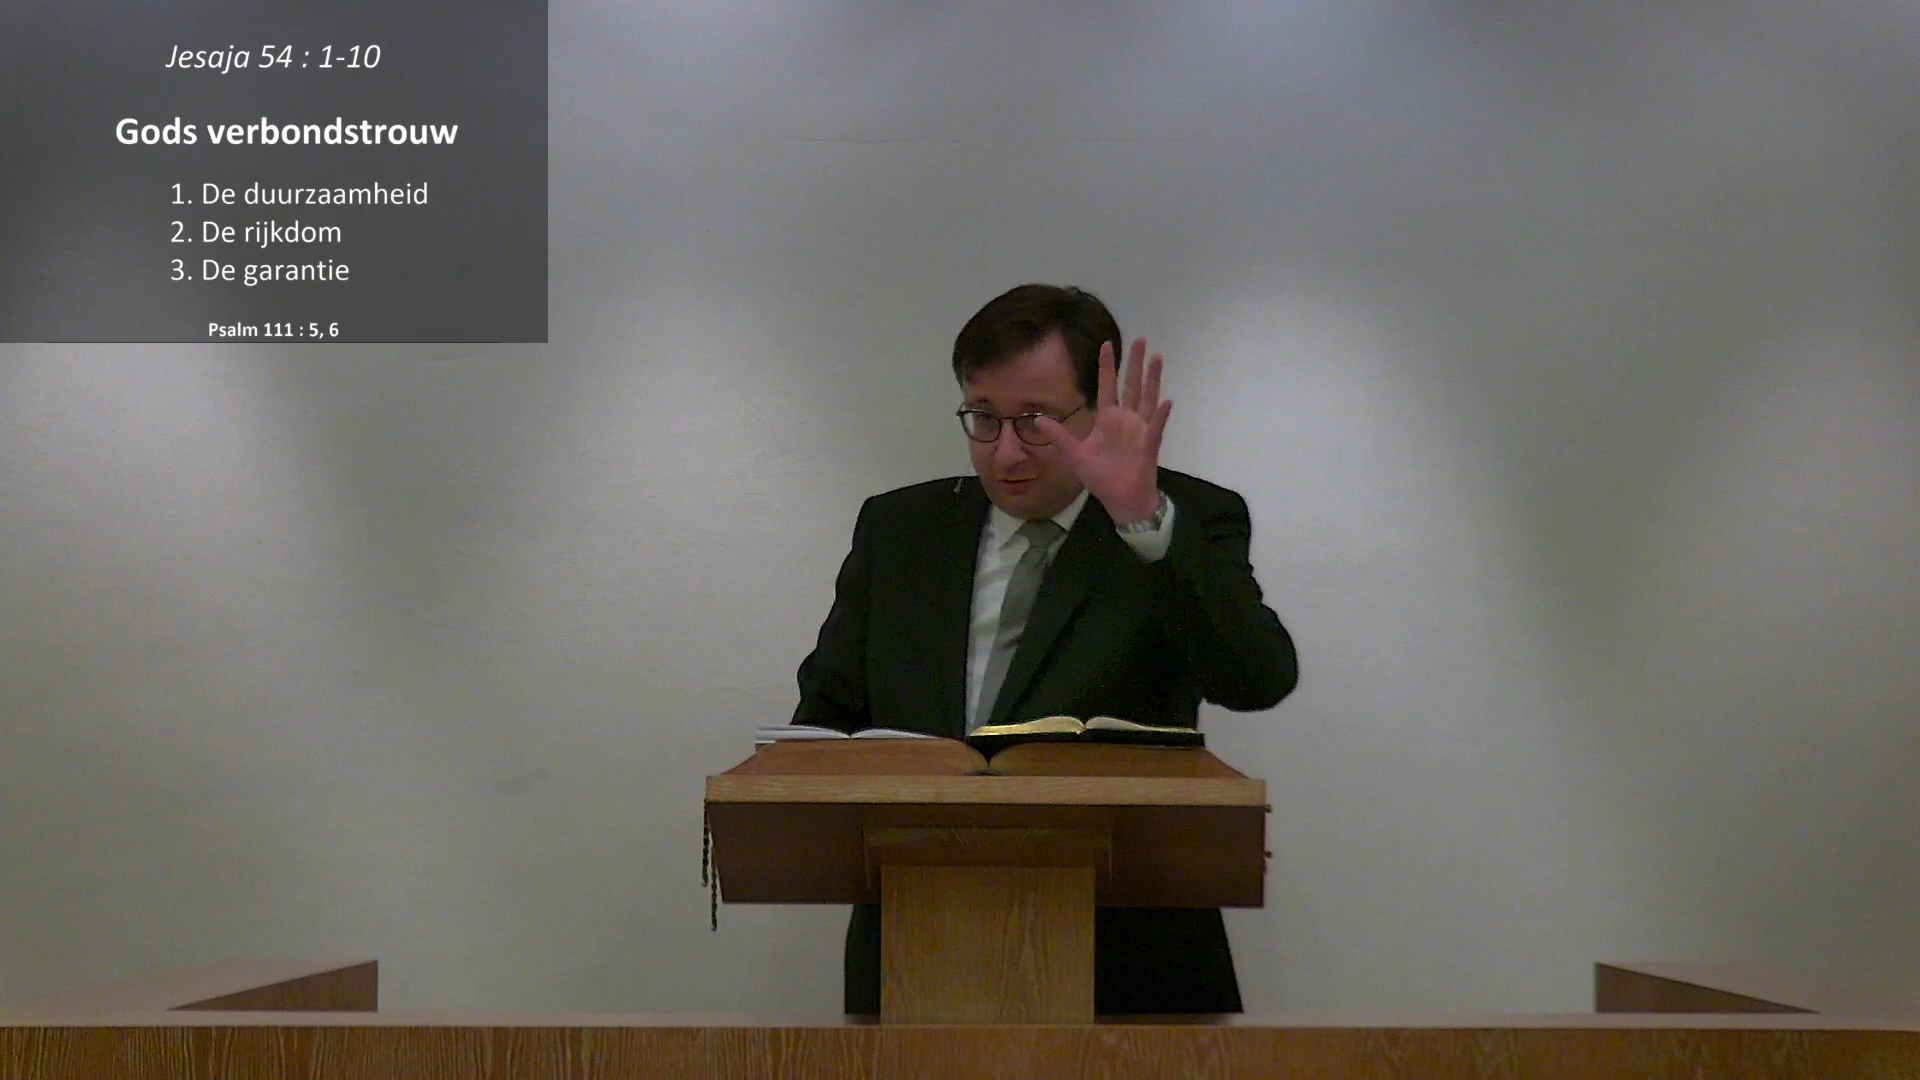 Jesaja 54 : 1-10
Gods verbondstrouw
1. De duurzaamheid
2. De rijkdom
3. De garantie
Psalm 111 : 5, 6